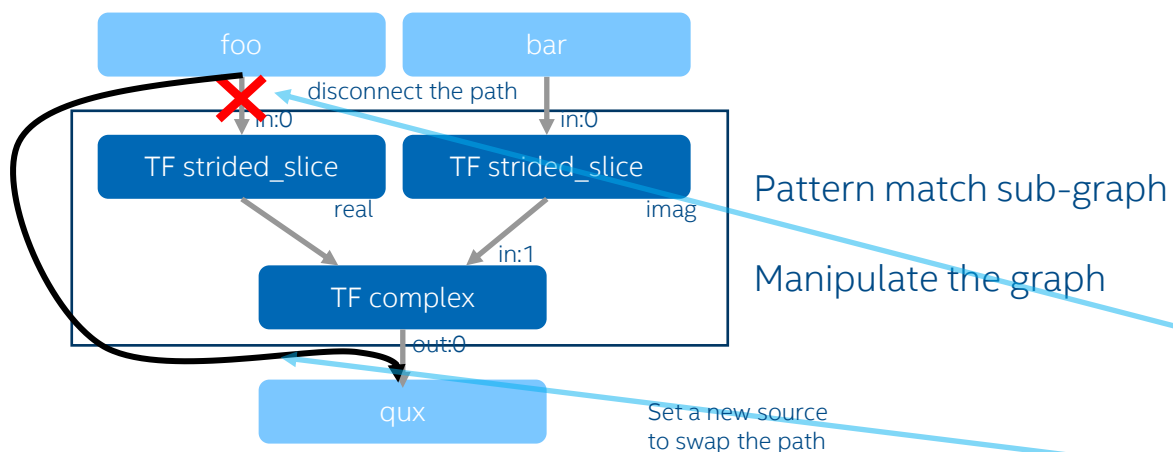 foo
bar
disconnect the path
in:0
in:0
TF strided_slice
TF strided_slice
real
imag
Pattern match sub-graph
in:1
Manipulate the graph
TF complex
out:0
qux
Set a new source
to swap the path